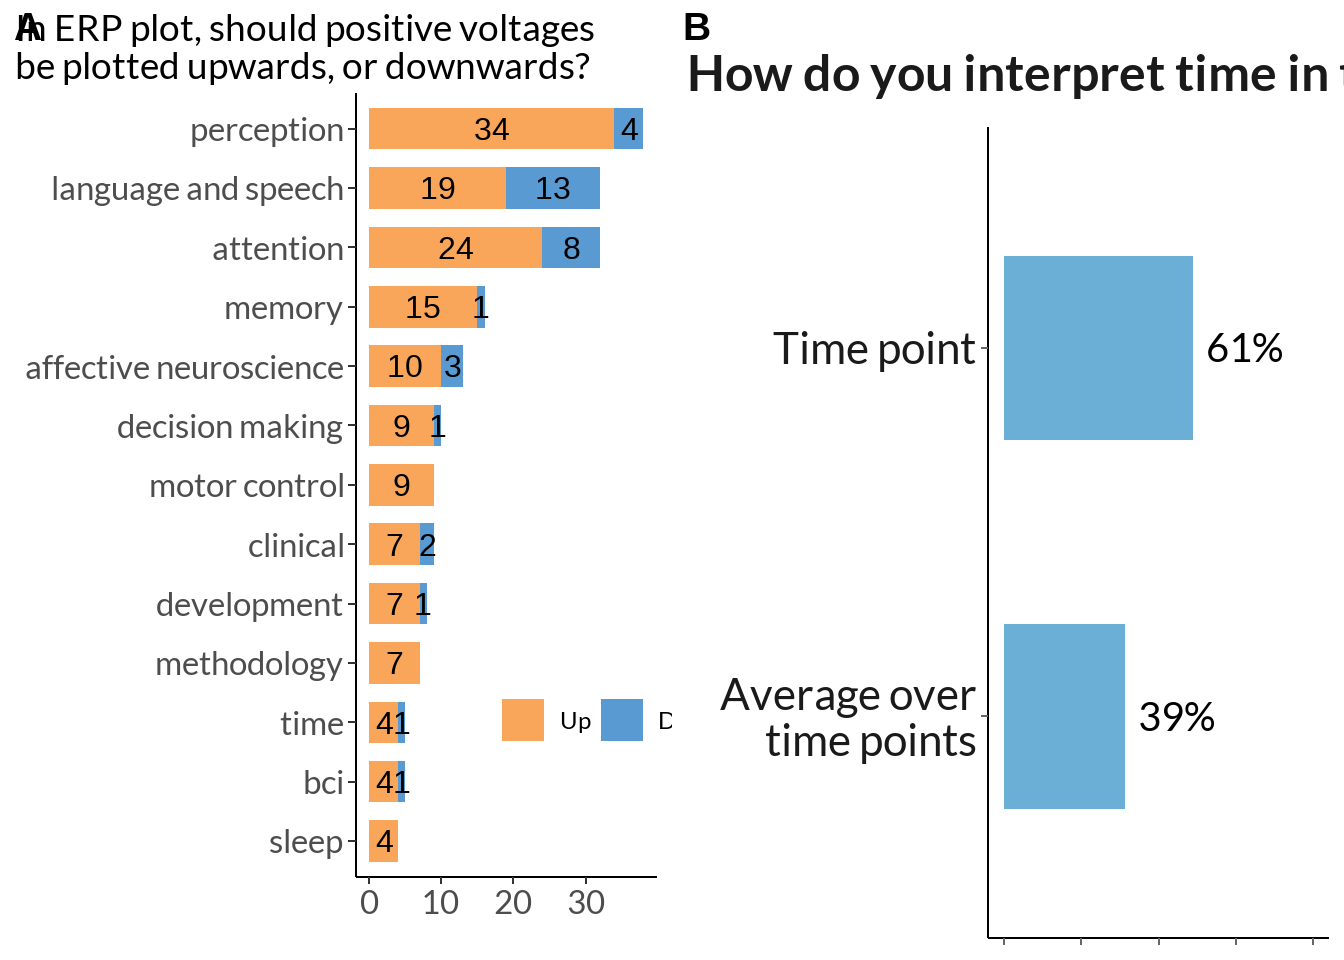 A
In ERP plot, should positive voltages
be plotted upwards, or downwards?
perception 34 4
language and speech 19 13
attention 24 8
memory 15 1
affective neuroscience 10 3
decision making 9 1
motor control 9
clinical 7 2
development 7 1
methodology 7
time 4 1
Up D
bci 4 1
sleep 4
0 10 20 30
B
How do you interpret time in
Time point 61%
Average over
time points 39%